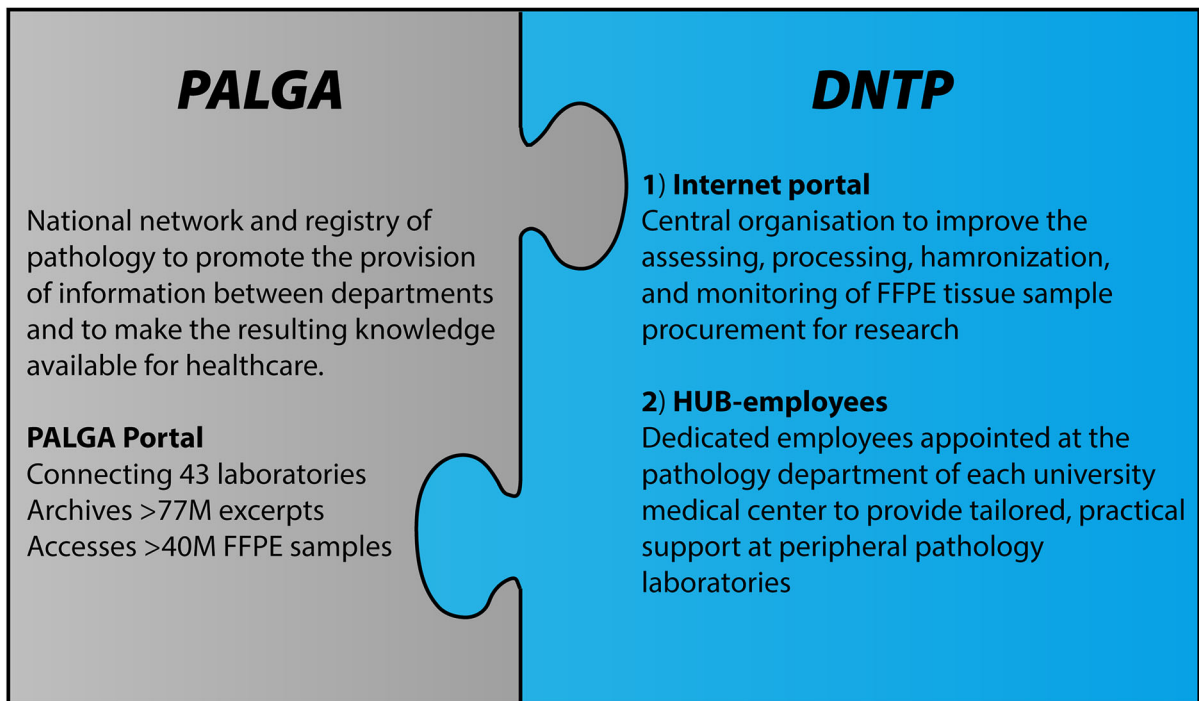 PALGA
National network and registry of
pathology to promote the provision
of information between departments
and to make the resulting knowledge
available for healthcare.
PALGA Portal
Connecting 43 laboratories
Archives >77M excerpts
Accesses >40M FFPE samples
DNTP
1) Internet portal
Central organisation to improve the
assessing, processing, hamronization,
and monitoring of FFPE tissue sample
procurement for research
2) HUB-employees
Dedicated employees appointed at the
pathology department of each university
medical center to provide tailored, practical
support at peripheral pathology
laboratories